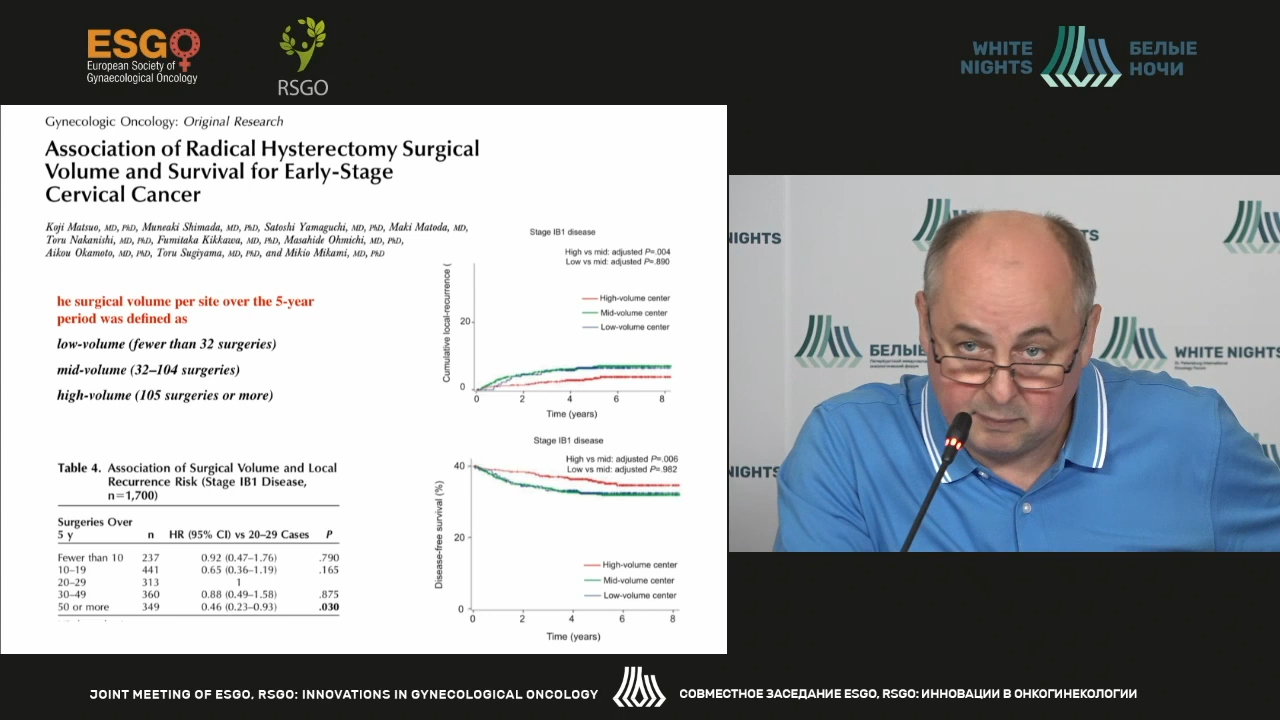 ESGO
European Society of
Gynaecological Oncology
RSGO
WHITE
NIGHTS
БЕЛЫЕ
НОЧИ
Gynecologic Oncology: Original Research
Association of Radical Hysterectomy Surgical
Volume and Survival for Early-Stage
Cervical Cancer
Koji Matsuo, MD, PhD, Muneaki Shimada, MD, PhD, Satoshi Yamaguchi, MD, PhD, Maki Matoda, MD,
Toru Nakanishi, MD, PhD, Fumitaka Kikkawa, MD, PhD, Masahide Ohmichi, MD, PhD,
Aikou Okamoto, MD, PhD, Toru Sugiyama, MD, PhD, and Mikio Mikami, MD, PhD
he surgical volume per site over the 5-year
period was defined as
low-volume (fewer than 32 surgeries)
mid-volume (32–104 surgeries)
high-volume (105 surgeries or more)
Table 4. Association of Surgical Volume and Local
Recurrence Risk (Stage IB1 Disease,
n=1,700)
Surgeries Over
5 y n HR (95% CI) vs 20–29 Cases P
Fewer than 10 237 0.92 (0.47–1.76) .790
10–19 441 0.65 (0.36–1.19) .165
20–29 313 1
30–49 360 0.88 (0.49–1.58) .875
50 or more 349 0.46 (0.23–0.93) .030
Stage IB1 disease
High vs mid: adjusted P=.004
Low vs mid: adjusted P=.890
High-volume center
Mid-volume center
Low-volume center
Cumulative local-recurrence (
20
0
0 2 4 6 8
Time (years)
Stage IB1 disease
High vs mid: adjusted P=.006
Low vs mid: adjusted P=.982
Disease-free survival (%)
40
20
0
High-volume center
Mid-volume center
Low-volume center
0 2 4 6 8
Time (years)
NIGHTS
БЕЛЫЕ
WHITE NIGHTS
St. Petersburg International
Oncology Forum
NIGHTS
JOINT MEETING OF ESGO, RSGO: INNOVATIONS IN GYNECOLOGICAL ONCOLOGY
СОВМЕСТНОЕ ЗАСЕДАНИЕ ESGO, RSGO: ИННОВАЦИИ В ОНКОГИНЕКОЛОГИИ